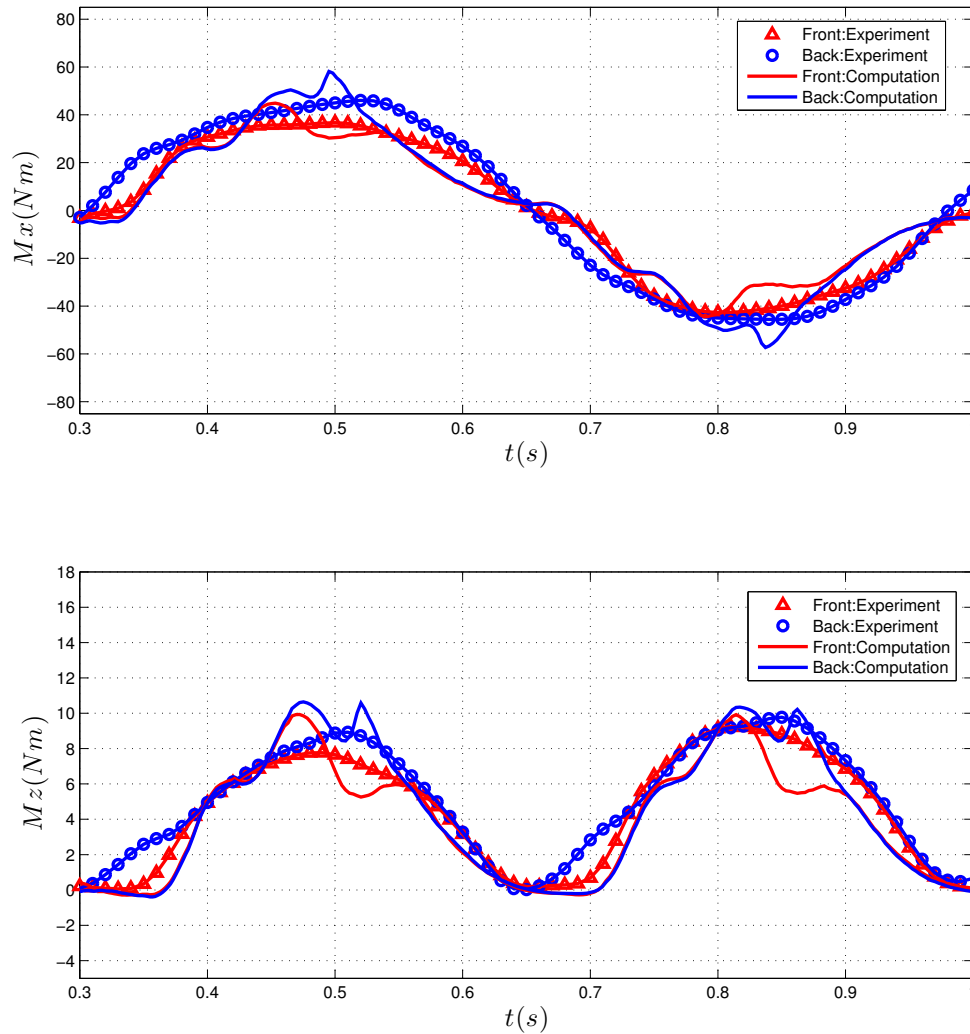 80
60
40
20
0
−20
−40
−60
−80
Mx(Nm)
0.3 0.4 0.5 0.6 0.7 0.8 0.9
t(s)
Front:Experiment
Back:Experiment
Front:Computation
Back:Computation
18
16
14
12
10
8
6
4
2
0
−2
−4
Mz(Nm)
0.3 0.4 0.5 0.6 0.7 0.8 0.9
t(s)
Front:Experiment
Back:Experiment
Front:Computation
Back:Computation